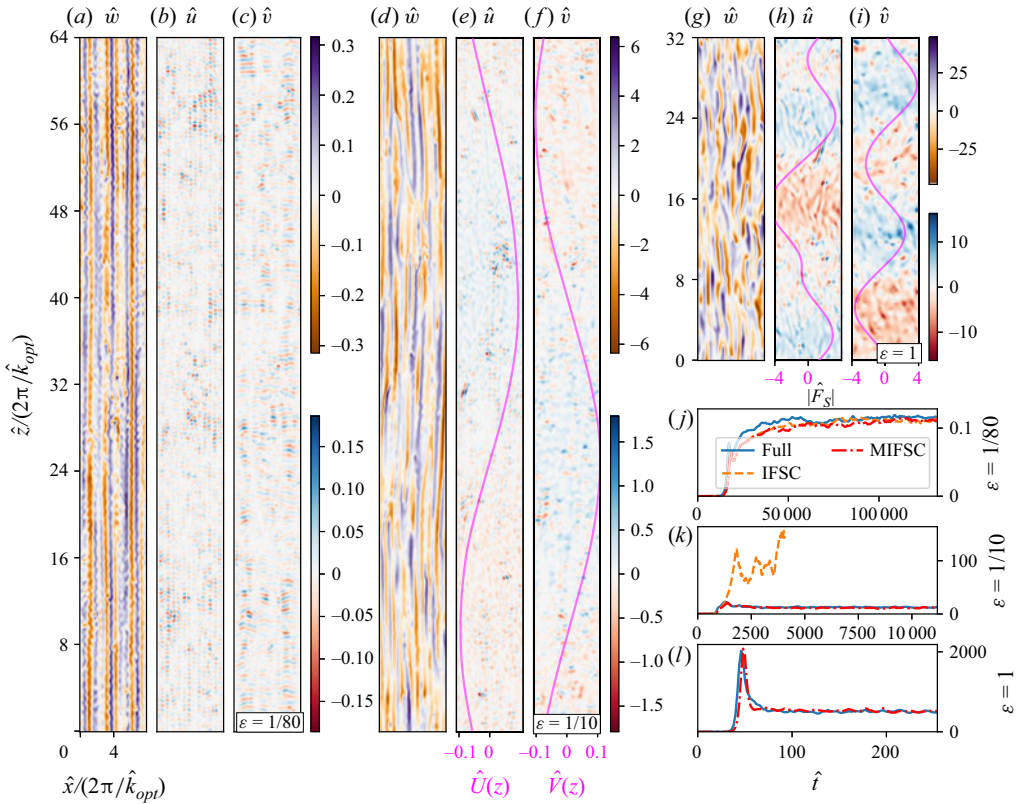 (a) ŵ (b) û (c) v̂ (d) ŵ (e) û (f) v̂ (g) ŵ (h) û (i) v̂
64
56
48
40
32
24
16
8
0 4
ẑ/(2π/k̂opt)
x̂/(2π/k̂opt)
ε = 1/80
0.3
0.2
0.1
0
−0.1
−0.2
−0.3
0.15
0.10
0.05
0
−0.05
−0.10
−0.15
ε = 1/10
−0.1 0 −0.1 0 0.1
Û(z) V̂(z)
6
4
2
0
−2
−4
−6
1.5
1.0
0.5
0
−0.5
−1.0
−1.5
32
24
16
8
0
ε = 1
−4 0 −4 0 4
25
0
−25
10
0
−10
|F̂S|
(j)
Full
IFSC
MIFSC
0.1
0
ε = 1/80
0 50 000 100 000
(k)
100
0
ε = 1/10
0 2500 5000 7500 10 000
(l)
2000
0
ε = 1
0 100 200
t̂